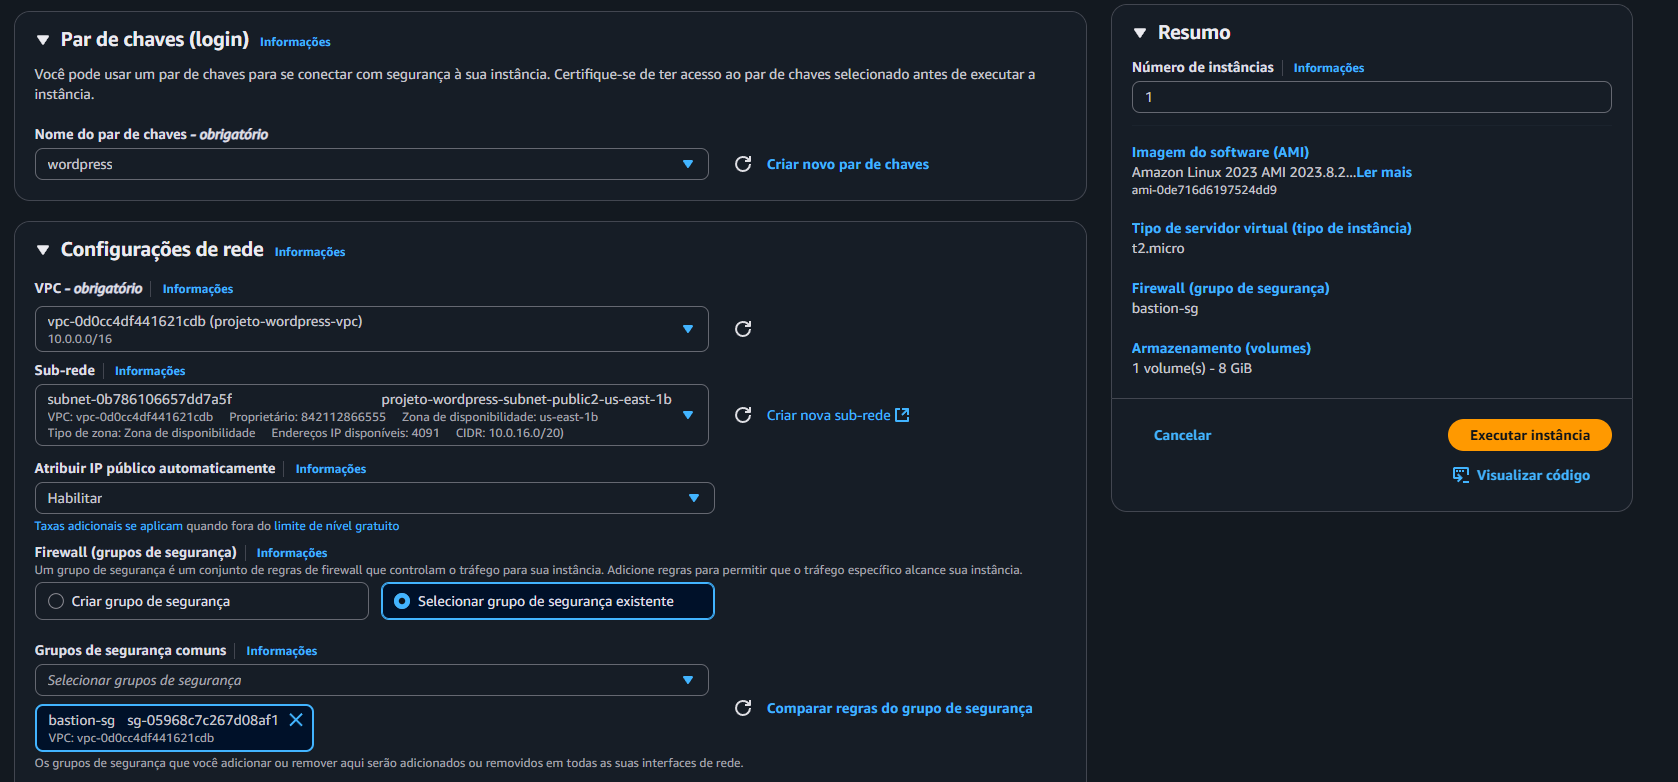 Par de chaves (login) Informações
Você pode usar um par de chaves para se conectar com segurança à sua instância. Certifique-se de ter acesso ao par de chaves selecionado antes de executar a
instância.
Nome do par de chaves - obrigatório
wordpress
Criar novo par de chaves
Configurações de rede Informações
VPC - obrigatório Informações
vpc-0d0cc4df441621cdb (projeto-wordpress-vpc)
10.0.0.0/16
Sub-rede Informações
subnet-0b786106657dd7a5f projeto-wordpress-subnet-public2-us-east-1b
VPC: vpc-0d0cc4df441621cdb Proprietário: 842112866555 Zona de disponibilidade: us-east-1b
Tipo de zona: Zona de disponibilidade Endereços IP disponíveis: 4091 CIDR: 10.0.16.0/20)
Criar nova sub-rede
Atribuir IP público automaticamente Informações
Habilitar
Taxas adicionais se aplicam quando fora do limite de nível gratuito
Firewall (grupos de segurança) Informações
Um grupo de segurança é um conjunto de regras de firewall que controlam o tráfego para sua instância. Adicione regras para permitir que o tráfego específico alcance sua instância.
Criar grupo de segurança
Selecionar grupo de segurança existente
Grupos de segurança comuns Informações
Selecionar grupos de segurança
bastion-sg sg-05968c7c267d08af1
VPC: vpc-0d0cc4df441621cdb
Comparar regras do grupo de segurança
Os grupos de segurança que você adicionar ou remover aqui serão adicionados ou removidos em todas as suas interfaces de rede.
Resumo
Número de instâncias Informações
1
Imagem do software (AMI)
Amazon Linux 2023 AMI 2023.8.2...Ler mais
ami-0de716d6197524dd9
Tipo de servidor virtual (tipo de instância)
t2.micro
Firewall (grupo de segurança)
bastion-sg
Armazenamento (volumes)
1 volume(s) - 8 GiB
Cancelar
Executar instância
Visualizar código